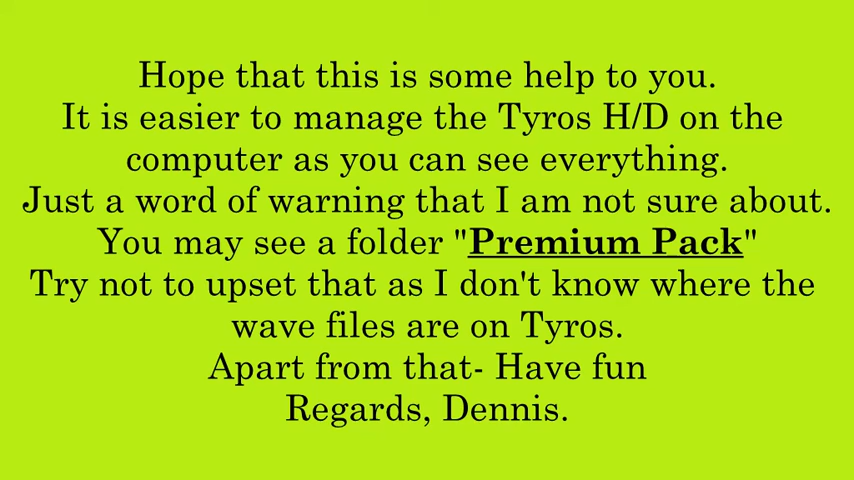 Hope that this is some help to you.
It is easier to manage the Tyros H/D on the
computer as you can see everything.
Just a word of warning that I am not sure about.
You may see a folder "Premium Pack"
Try not to upset that as I don't know where the
wave files are on Tyros.
Apart from that- Have fun
Regards, Dennis.